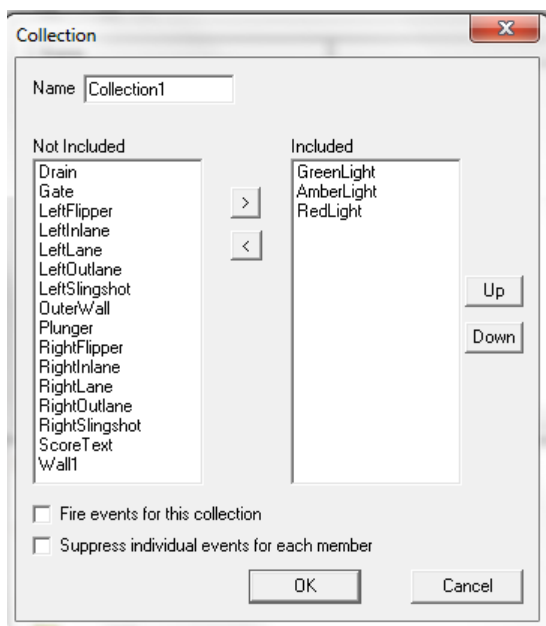 Collection
Name Collection1
Not Included
Drain
Gate
LeftFlipper
LeftInlane
LeftLane
LeftOutlane
LeftSlingshot
OuterWall
Plunger
RightFlipper
RightInlane
RightLane
RightOutlane
RightSlingshot
ScoreText
Wall1
>
<
Included
GreenLight
AmberLight
RedLight
Up
Down
Fire events for this collection
Suppress individual events for each member
OK Cancel